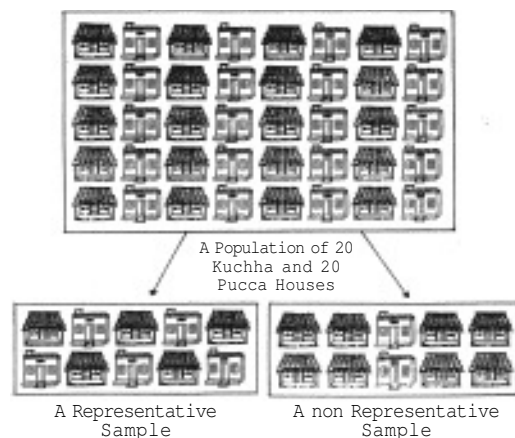 A Population of 20
Kuchha and 20
Pucca Houses
A Representative
Sample
A non Representative
Sample